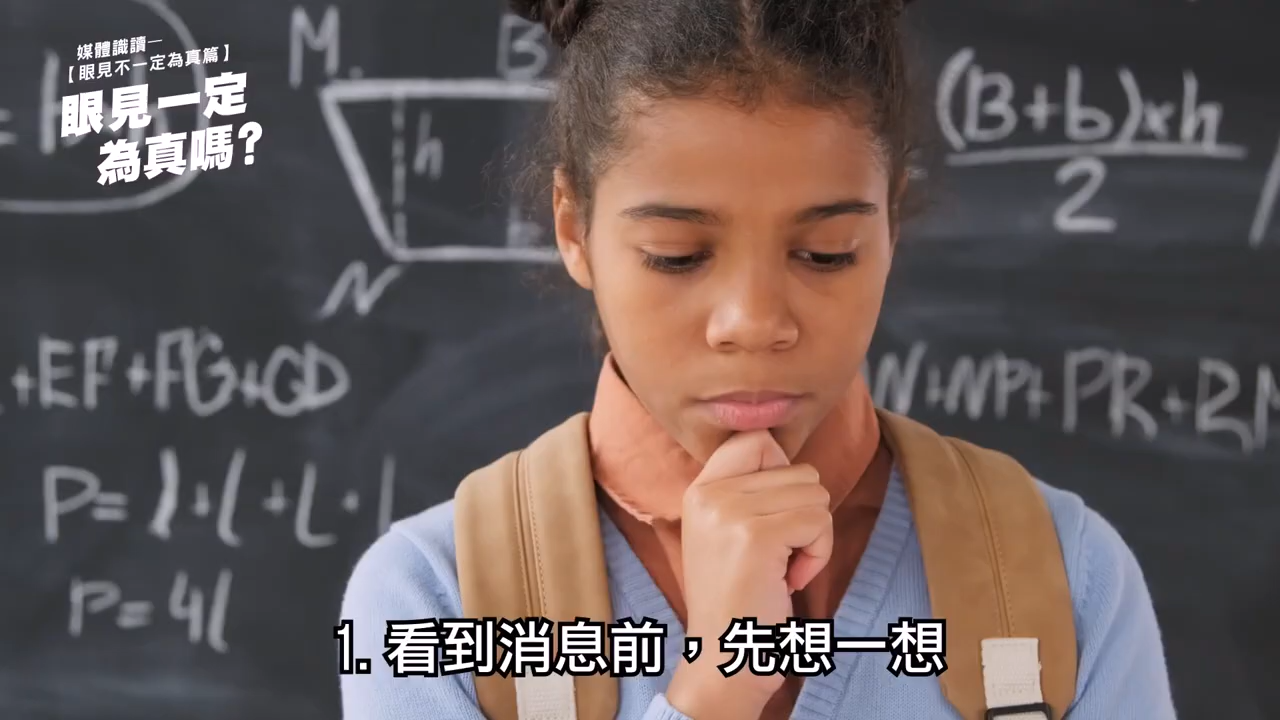 媒體識讀—
【眼見不一定為真篇】
眼見一定
為真嗎?
M.
B
h
N
(B+b)xh
2
+EF+FG+GD
N+NP+PR+RM
P=l+l+l+l
P=4l
1. 看到消息前，先想一想